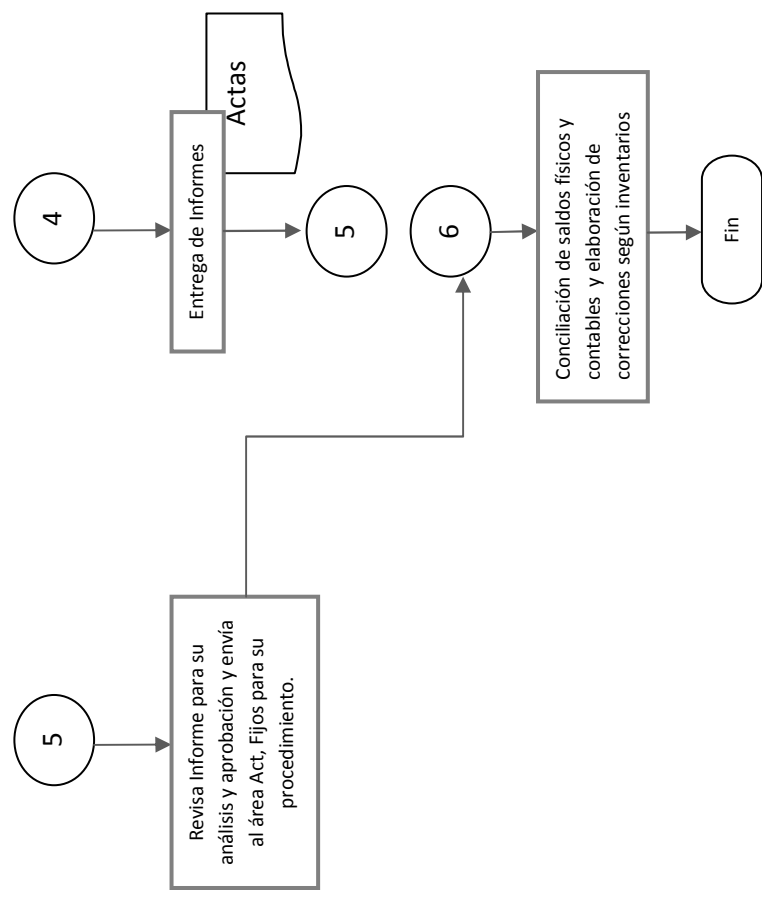 5
Revisa Informe para su
análisis y aprobación y envía
al área Act, Fijos para su
procedimiento.
4
Entrega de Informes
Actas
5
6
Conciliación de saldos físicos y
contables y elaboración de
correcciones según inventarios
Fin